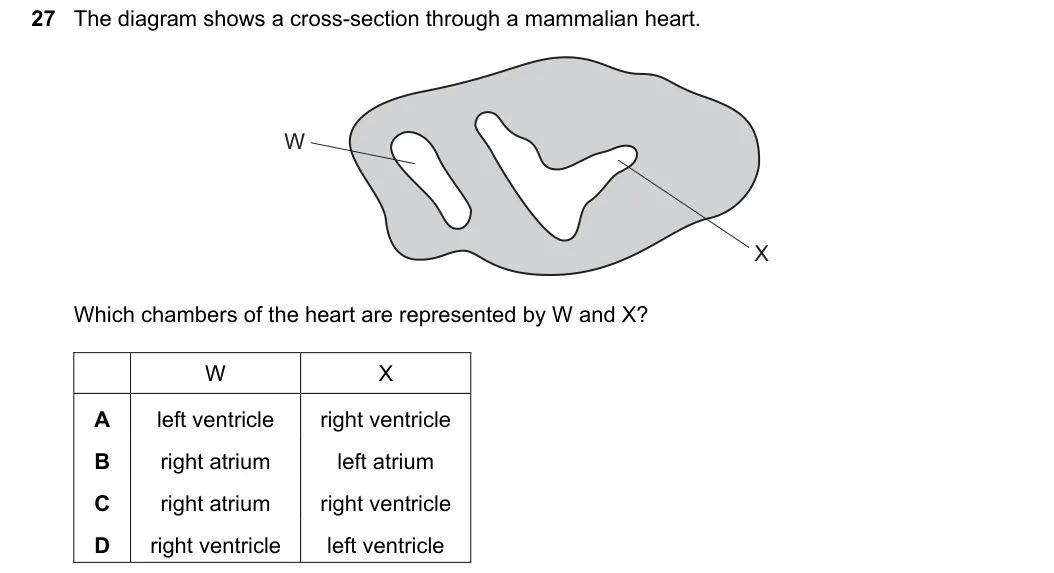 27 The diagram shows a cross-section through a mammalian heart.
W
X
Which chambers of the heart are represented by W and X?
W X
A left ventricle right ventricle
B right atrium left atrium
C right atrium right ventricle
D right ventricle left ventricle